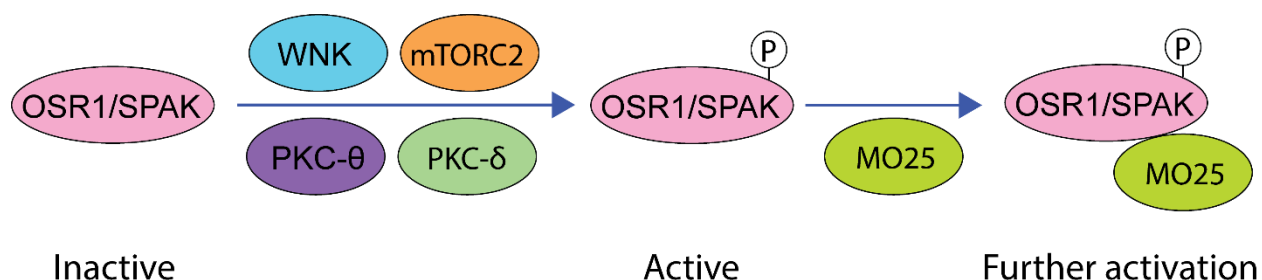 WNK
mTORC2
P
P
OSR1/SPAK
OSR1/SPAK
OSR1/SPAK
PKC-θ
PKC-δ
MO25
MO25
Inactive
Active
Further activation